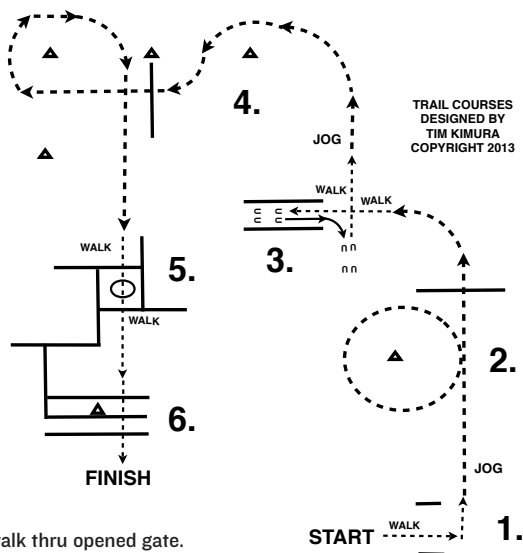 4.
TRAIL COURSES
DESIGNED BY
TIM KIMURA
COPYRIGHT 2013
JOG
WALK
WALK
3.
WALK
5.
WALK
2.
6.
FINISH
JOG
walk thru opened gate.
START
WALK
1.